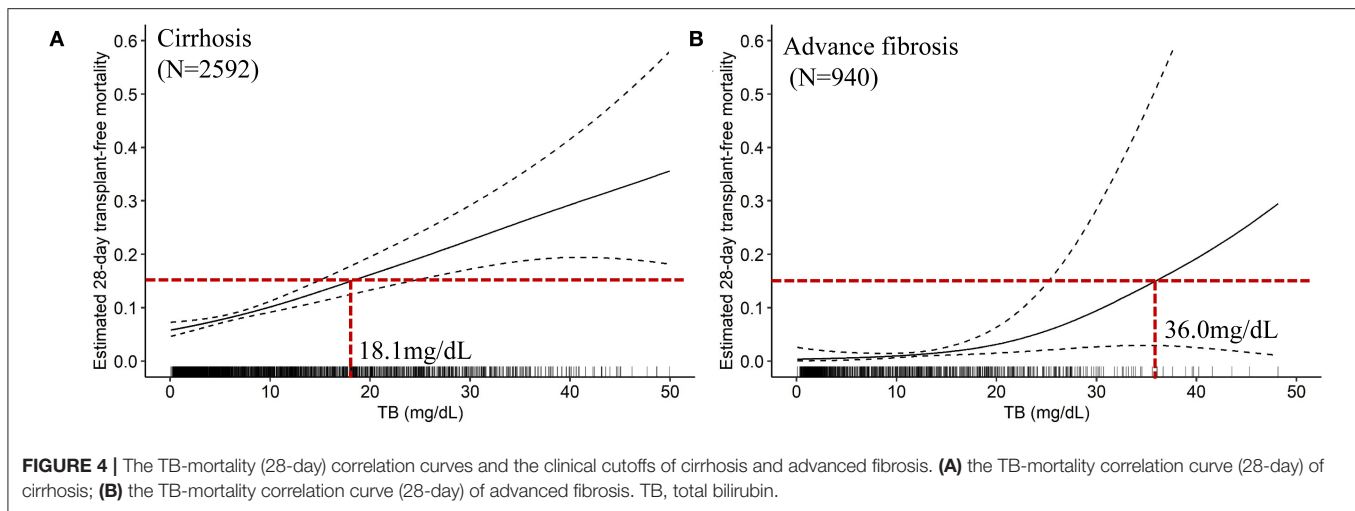 A
Cirrhosis
(N=2592)
Estimated 28-day transplant-free mortality
0.6
0.5
0.4
0.3
0.2
0.1
0.0
18.1mg/dL
0 10 20 30 40 50
TB (mg/dL)
B
Advance fibrosis
(N=940)
Estimated 28-day transplant-free mortality
0.6
0.5
0.4
0.3
0.2
0.1
0.0
36.0mg/dL
0 10 20 30 40 50
TB (mg/dL)
FIGURE 4 | The TB-mortality (28-day) correlation curves and the clinical cutoffs of cirrhosis and advanced fibrosis. (A) the TB-mortality correlation curve (28-day) of
cirrhosis; (B) the TB-mortality correlation curve (28-day) of advanced fibrosis. TB, total bilirubin.